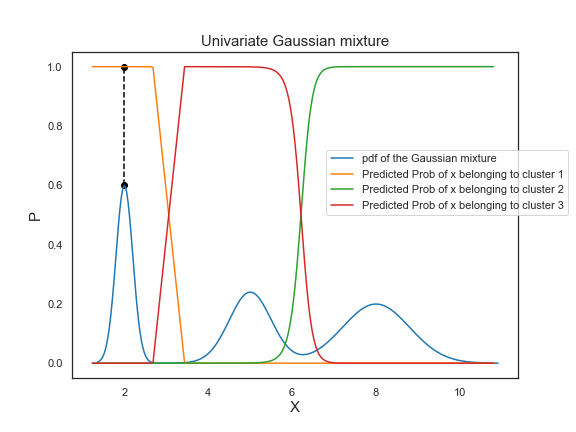 Univariate Gaussian mixture
1.0
0.8
0.6
0.4
0.2
0.0
P
pdf of the Gaussian mixture
Predicted Prob of x belonging to cluster 1
Predicted Prob of x belonging to cluster 2
Predicted Prob of x belonging to cluster 3
2 4 6 8 10
X